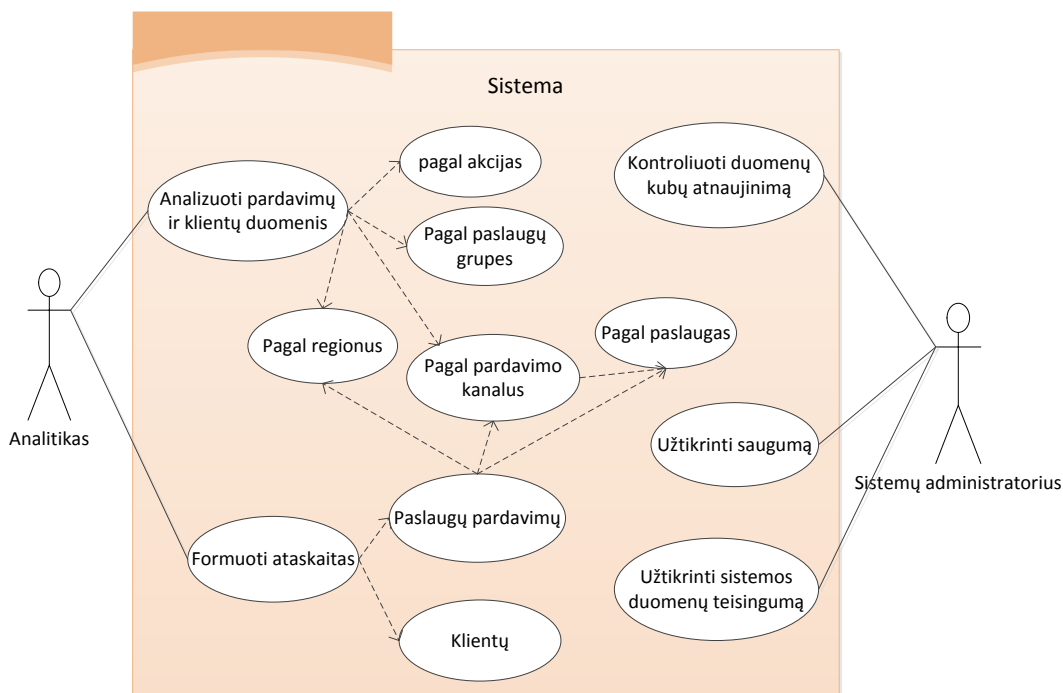 Sistema
pagal akcijas
Kontroliuoti duomenų
kubų atnaujinimą
Analizuoti pardavimų
ir klientų duomenis
Pagal paslaugų
grupes
Pagal regionus
Pagal paslaugas
Pagal pardavimo
kanalus
Analitikas
Užtikrinti saugumą
Sistemų administratorius
Paslaugų pardavimų
Formuoti ataskaitas
Užtikrinti sistemos
duomenų teisingumą
Klientų